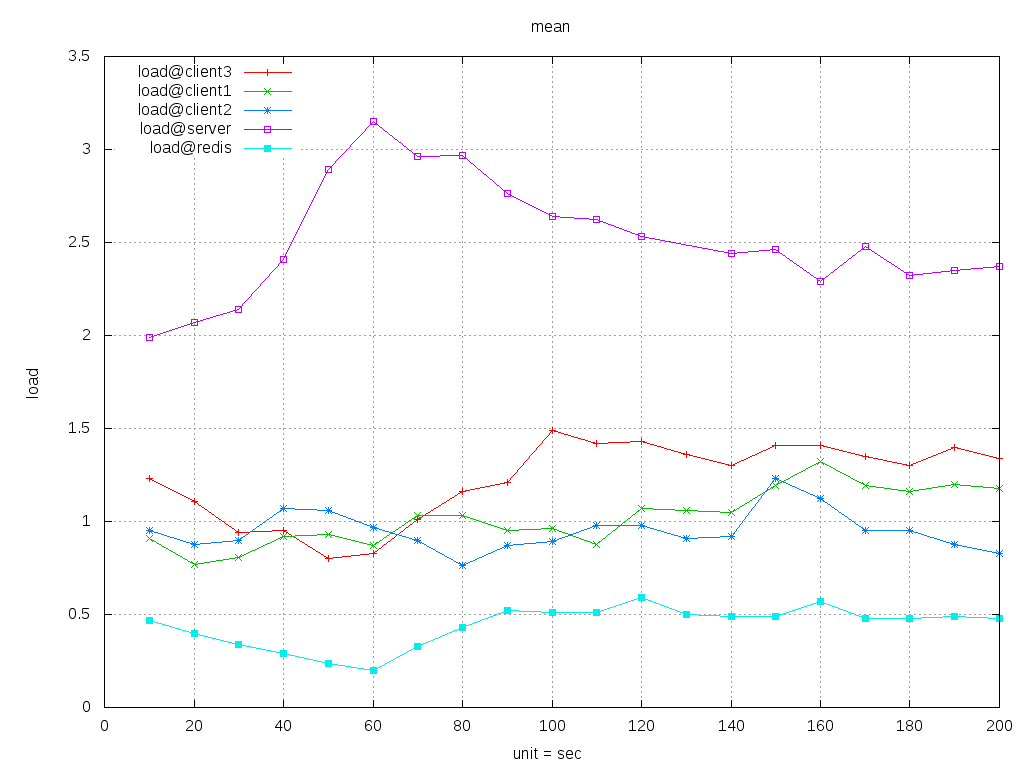 mean
load@client3
load@client1
load@client2
load@server
load@redis
3.5
3
2.5
2
1.5
1
0.5
0
load
0 20 40 60 80 100 120 140 160 180 200
unit = sec